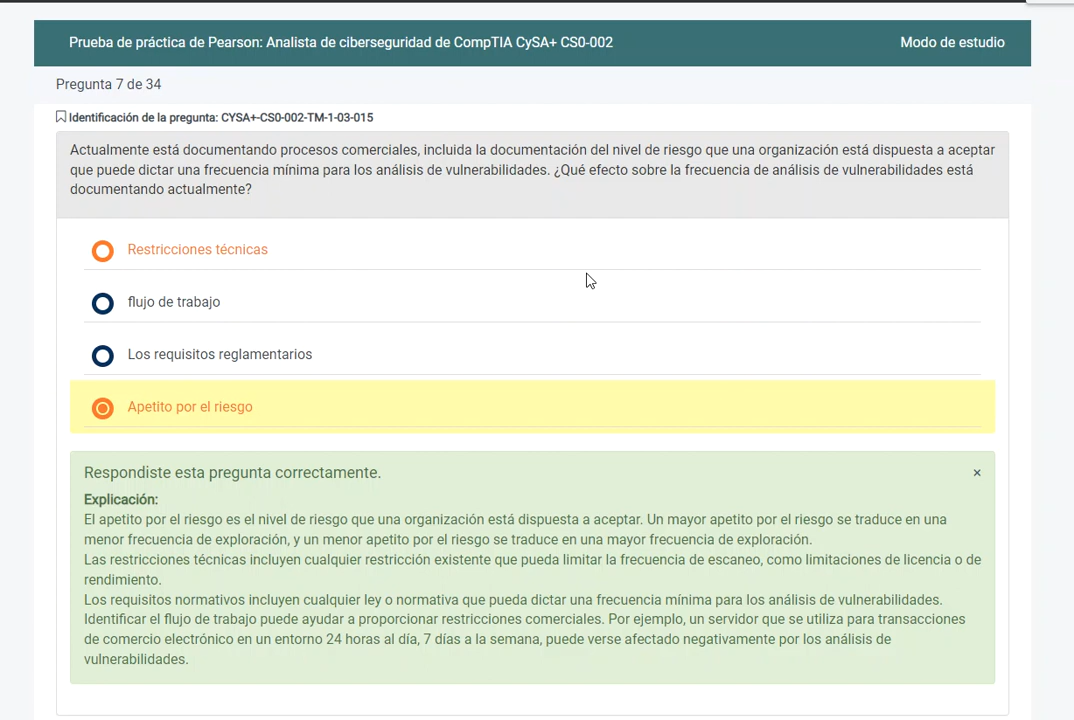 Prueba de práctica de Pearson: Analista de ciberseguridad de CompTIA CySA+ CS0-002
Modo de estudio
Pregunta 7 de 34
Identificación de la pregunta: CYSA+-CS0-002-TM-1-03-015
Actualmente está documentando procesos comerciales, incluida la documentación del nivel de riesgo que una organización está dispuesta a aceptar
que puede dictar una frecuencia mínima para los análisis de vulnerabilidades. ¿Qué efecto sobre la frecuencia de análisis de vulnerabilidades está
documentando actualmente?
Restricciones técnicas
flujo de trabajo
Los requisitos reglamentarios
Apetito por el riesgo
Respondiste esta pregunta correctamente.
×
Explicación:
El apetito por el riesgo es el nivel de riesgo que una organización está dispuesta a aceptar. Un mayor apetito por el riesgo se traduce en una
menor frecuencia de exploración, y un menor apetito por el riesgo se traduce en una mayor frecuencia de exploración.
Las restricciones técnicas incluyen cualquier restricción existente que pueda limitar la frecuencia de escaneo, como limitaciones de licencia o de
rendimiento.
Los requisitos normativos incluyen cualquier ley o normativa que pueda dictar una frecuencia mínima para los análisis de vulnerabilidades.
Identificar el flujo de trabajo puede ayudar a proporcionar restricciones comerciales. Por ejemplo, un servidor que se utiliza para transacciones
de comercio electrónico en un entorno 24 horas al día, 7 días a la semana, puede verse afectado negativamente por los análisis de
vulnerabilidades.